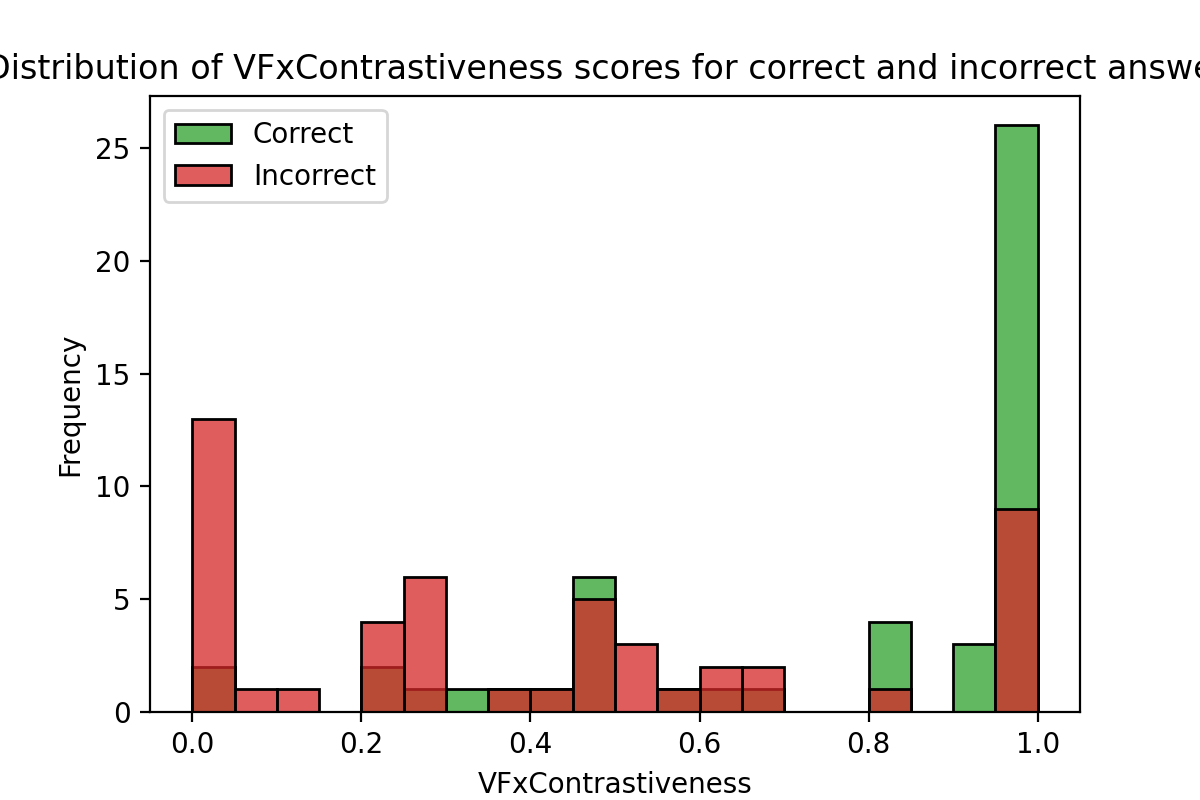 Distribution of VFxContrastiveness scores for correct and incorrect answe
Correct
Incorrect
25
20
15
10
5
0
Frequency
0.0 0.2 0.4 0.6 0.8 1.0
VFxContrastiveness